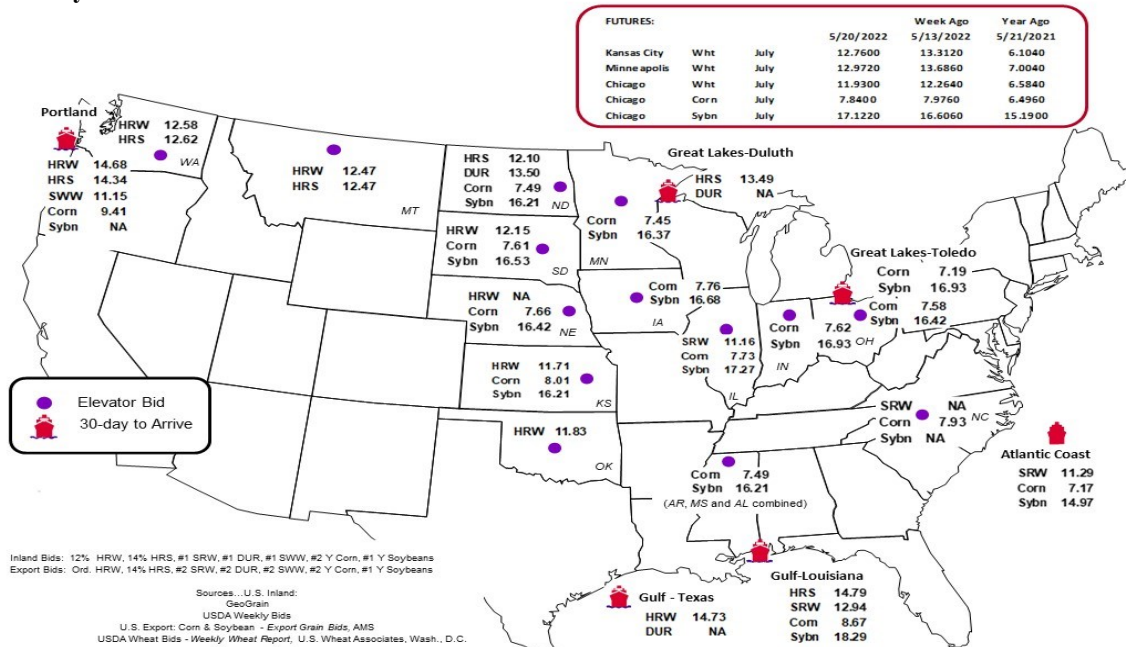 FUTURES: Week Ago Year Ago
5/20/2022 5/13/2022 5/21/2021
Kansas City Wht July 12.7600 13.3120 6.1040
Minneapolis Wht July 12.9720 13.6860 7.0040
Chicago Wht July 11.9300 12.2640 6.5840
Chicago Corn July 7.8400 7.9760 6.4960
Chicago Sybn July 17.1220 16.6060 15.1900
Portland
HRW 14.68
HRS 14.34
SWW 11.15
Corn 9.41
Sybn NA
HRW 12.58
HRS 12.62
WA
HRW 12.47
HRS 12.47
MT
HRS 12.10
DUR 13.50
Corn 7.49
Sybn 16.21
ND
HRW 12.15
Corn 7.61
Sybn 16.53
SD
HRW NA
Corn 7.66
Sybn 16.42
NE
HRW 11.71
Corn 8.01
Sybn 16.21
KS
HRW 11.83
OK
Great Lakes-Duluth
HRS 13.49
DUR NA
Corn 7.45
Sybn 16.37
MN
Corn 7.76
Sybn 16.68
IA
SRW 11.16
Corn 7.73
Sybn 17.27
IL
Great Lakes-Toledo
Corn 7.19
Sybn 16.93
Corn 7.58
Sybn 16.42
OH
Corn 7.62
Sybn 16.93
IN
SRW NA
Corn 7.93
Sybn NA
NC
Atlantic Coast
SRW 11.29
Corn 7.17
Sybn 14.97
Corn 7.49
Sybn 16.21
(AR, MS and AL combined)
Gulf-Louisiana
HRS 14.79
SRW 12.94
Corn 8.67
Sybn 18.29
Gulf - Texas
HRW 14.73
DUR NA
Elevator Bid
30-day to Arrive
Inland Bids: 12% HRW, 14% HRS, #1 SRW, #1 DUR, #1 SWW, #2 Y Corn, #1 Y Soybeans
Export Bids: Ord. HRW, 14% HRS, #2 SRW, #2 DUR, #2 SWW, #2 Y Corn, #1 Y Soybeans
Sources...U.S. Inland:
GeoGrain
USDA Weekly Bids
U.S. Export: Corn & Soybean - Export Grain Bids, AMS
USDA Wheat Bids - Weekly Wheat Report, U.S. Wheat Associates, Wash., D.C.